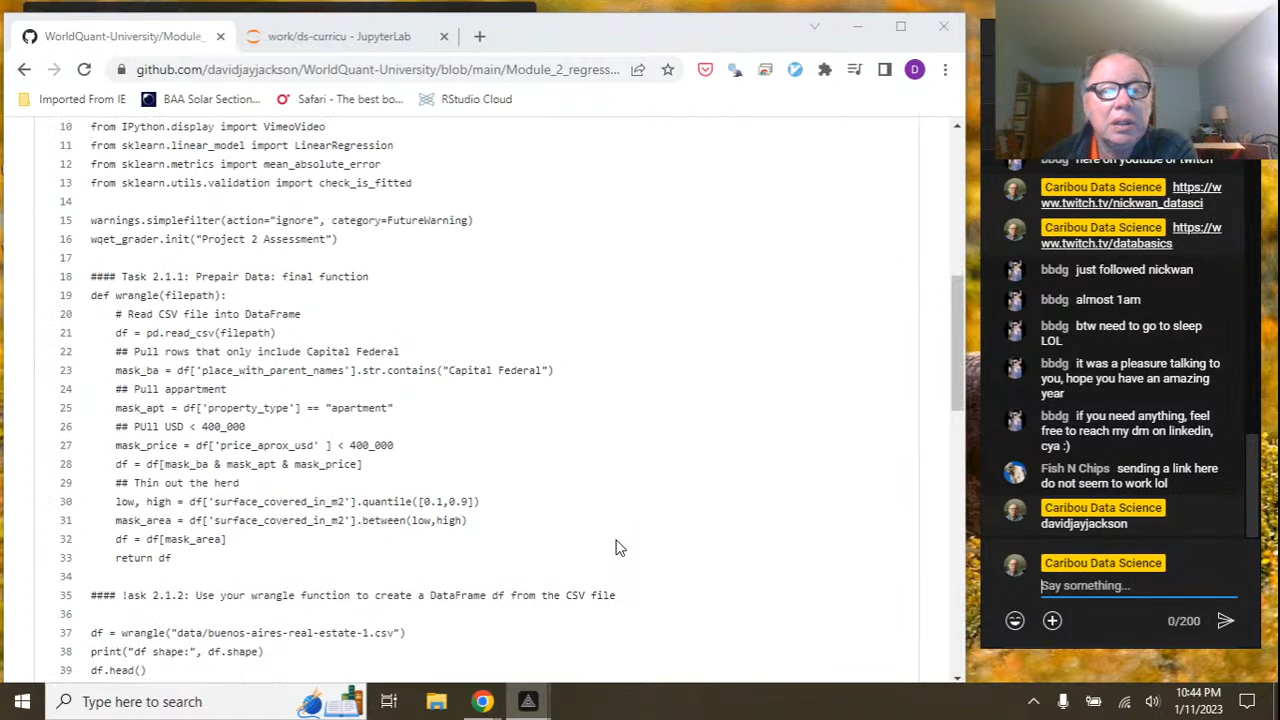 WorldQuant-University/Module_
work/ds-curricu - JupyterLab
github.com/davidjayjackson/WorldQuant-University/blob/main/Module_2_regress...
D
Imported From IE
BAA Solar Section...
Safari - The best bo...
RStudio Cloud
10 from IPython.display import VimeoVideo
11 from sklearn.linear_model import LinearRegression
12 from sklearn.metrics import mean_absolute_error
13 from sklearn.utils.validation import check_is_fitted
14
15 warnings.simplefilter(action="ignore", category=FutureWarning)
16 wqet_grader.init("Project 2 Assessment")
17
18 #### Task 2.1.1: Prepair Data: final function
19 def wrangle(filepath):
20 # Read CSV file into DataFrame
21 df = pd.read_csv(filepath)
22 ## Pull rows that only include Capital Federal
23 mask_ba = df['place_with_parent_names'].str.contains("Capital Federal")
24 ## Pull appartment
25 mask_apt = df['property_type'] == "apartment"
26 ## PUll USD < 400_000
27 mask_price = df['price_aprox_usd' ] < 400_000
28 df = df[mask_ba & mask_apt & mask_price]
29 ## Thin out the herd
30 low, high = df['surface_covered_in_m2'].quantile([0.1,0.9])
31 mask_area = df['surface_covered_in_m2'].between(low,high)
32 df = df[mask_area]
33 return df
34
35 #### !ask 2.1.2: Use your wrangle function to create a DataFrame df from the CSV file
36
37 df = wrangle("data/buenos-aires-real-estate-1.csv")
38 print("df shape:", df.shape)
39 df.head()
here on youtube or twitch
Caribou Data Science https://w
ww.twitch.tv/nickwan_datasci
Caribou Data Science https://w
ww.twitch.tv/databasics
bbdg just followed nickwan
bbdg almost 1am
bbdg btw need to go to sleep
LOL
bbdg it was a pleasure talking to
you, hope you have an amazing
year
bbdg if you need anything, feel
free to reach my dm on linkedin,
cya :)
Fish N Chips sending a link here
do not seem to work lol
Caribou Data Science
davidjayjackson
Caribou Data Science
Say something...
0/200
Type here to search
10:44 PM
1/11/2023